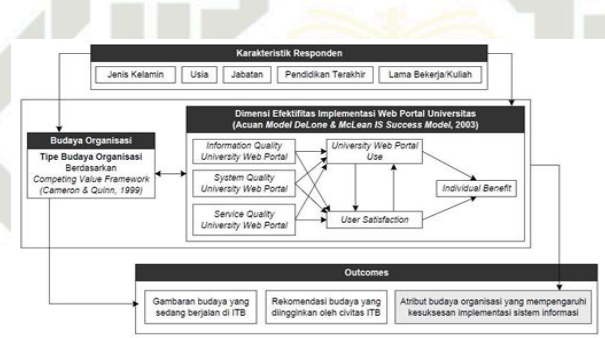 Karakteristik Responden
Jenis Kelamin
Usia
Jabatan
Pendidikan Terakhir
Lama Bekerja/Kuliah
Budaya Organisasi
Tipe Budaya Organisasi
Berdasarkan
Competing Value Framework
(Cameron & Quinn, 1999)
Dimensi Efektifitas Implementasi Web Portal Universitas
(Acuan Model DeLone & McLean IS Success Model, 2003)
Information Quality
University Web Portal
System Quality
University Web Portal
Service Quality
University Web Portal
University Web Portal
Use
User Satisfaction
Individual Benefit
Outcomes
Gambaran budaya yang
sedang berjalan di ITB
Rekomendasi budaya yang
diinginkan oleh civitas ITB
Atribut budaya organisasi yang mempengaruhi
kesuksesan implementasi sistem informasi